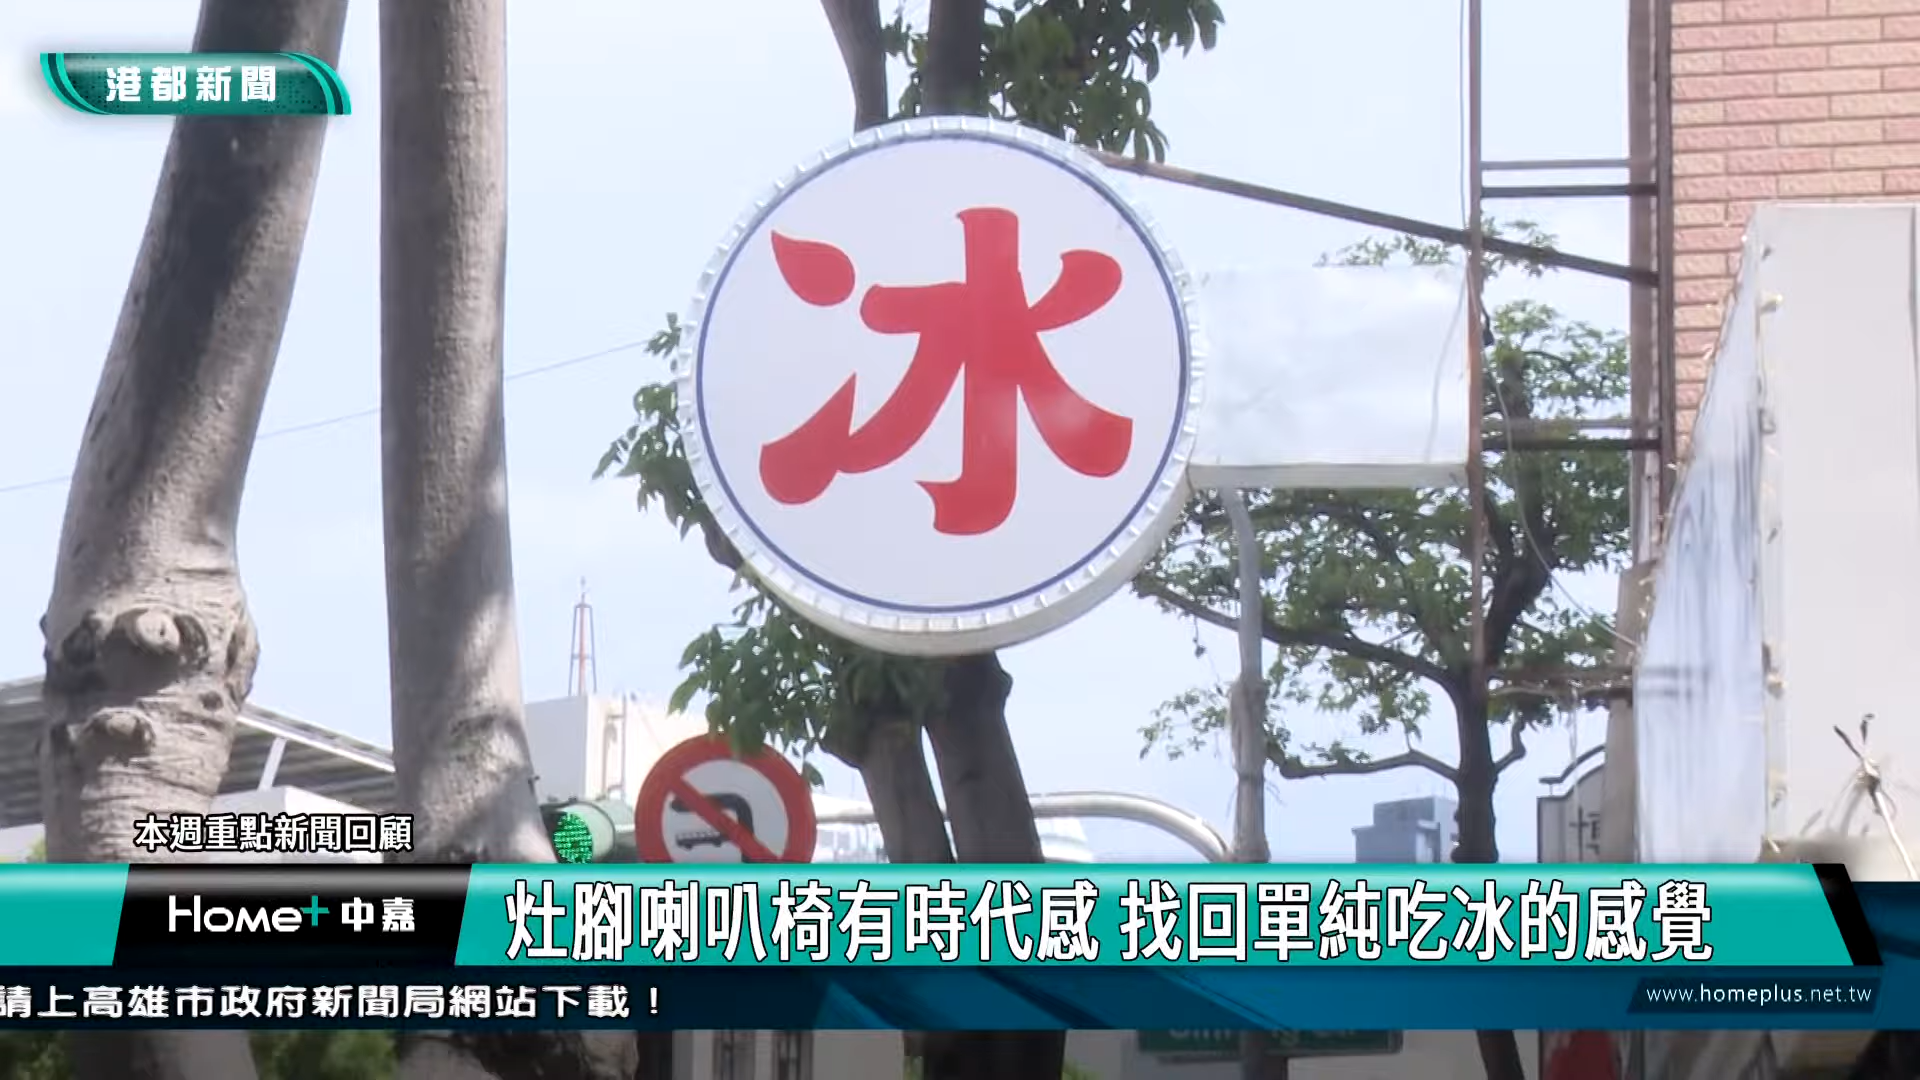 港都新聞
冰
本週重點新聞回顧
Home+中嘉
灶腳喇叭椅有時代感 找回單純吃冰的感覺
請上高雄市政府新聞局網站下載！
www.homeplus.net.tw